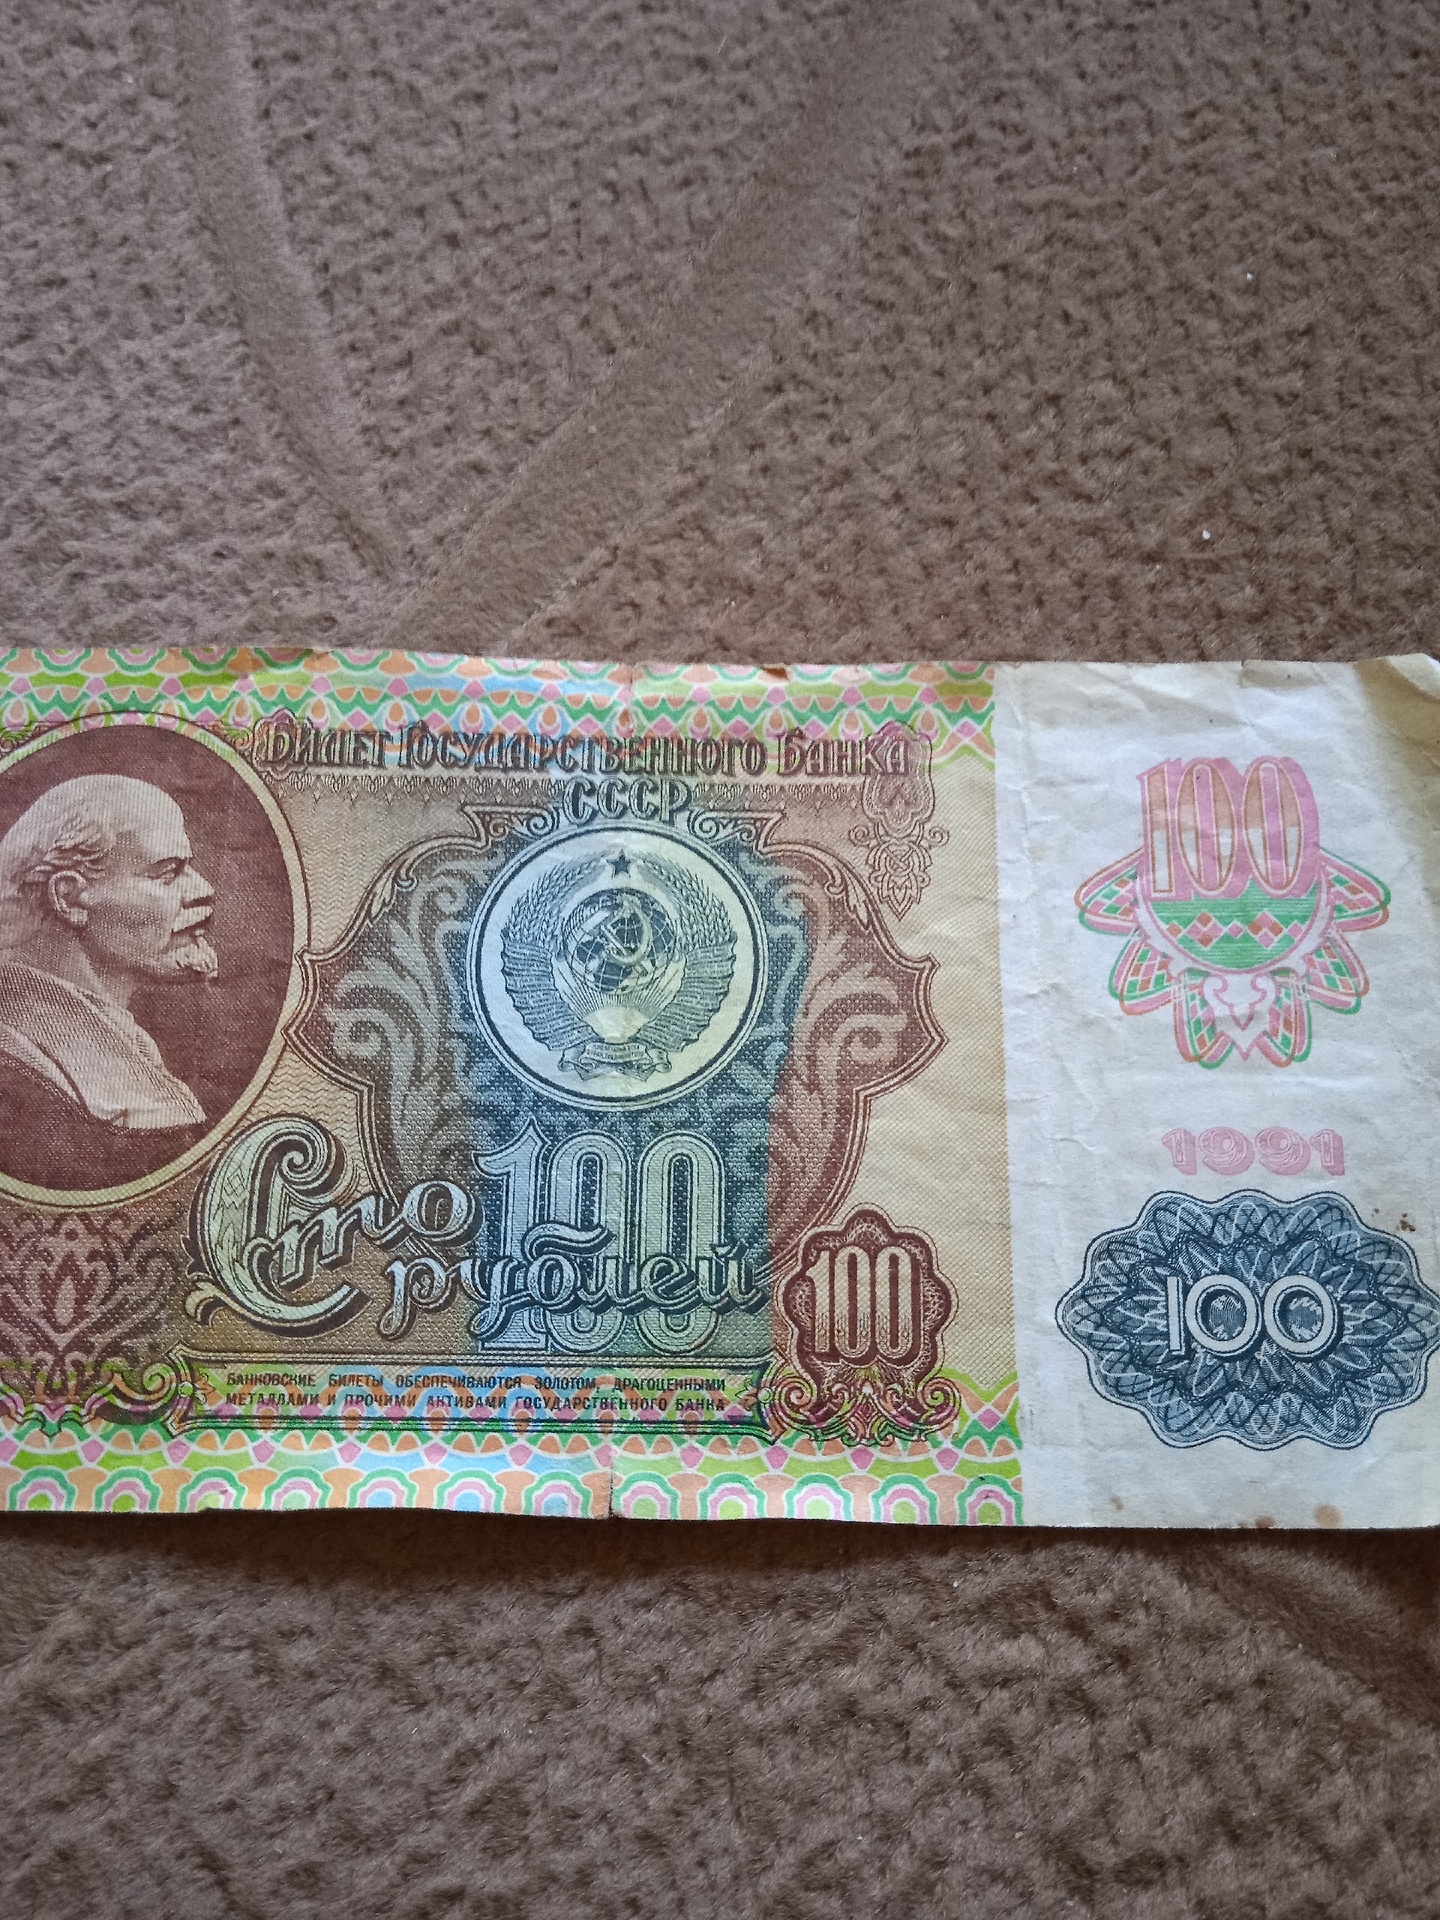 БИЛЕТ ГОСУДАРСТВЕННОГО БАНКА
СССР
100
1991
Сто
100
рублей
100
100
БАНКОВСКИЕ БИЛЕТЫ ОБЕСПЕЧИВАЮТСЯ ЗОЛОТОМ, ДРАГОЦЕННЫМИ
МЕТАЛЛАМИ И ПРОЧИМИ АКТИВАМИ ГОСУДАРСТВЕННОГО БАНКА